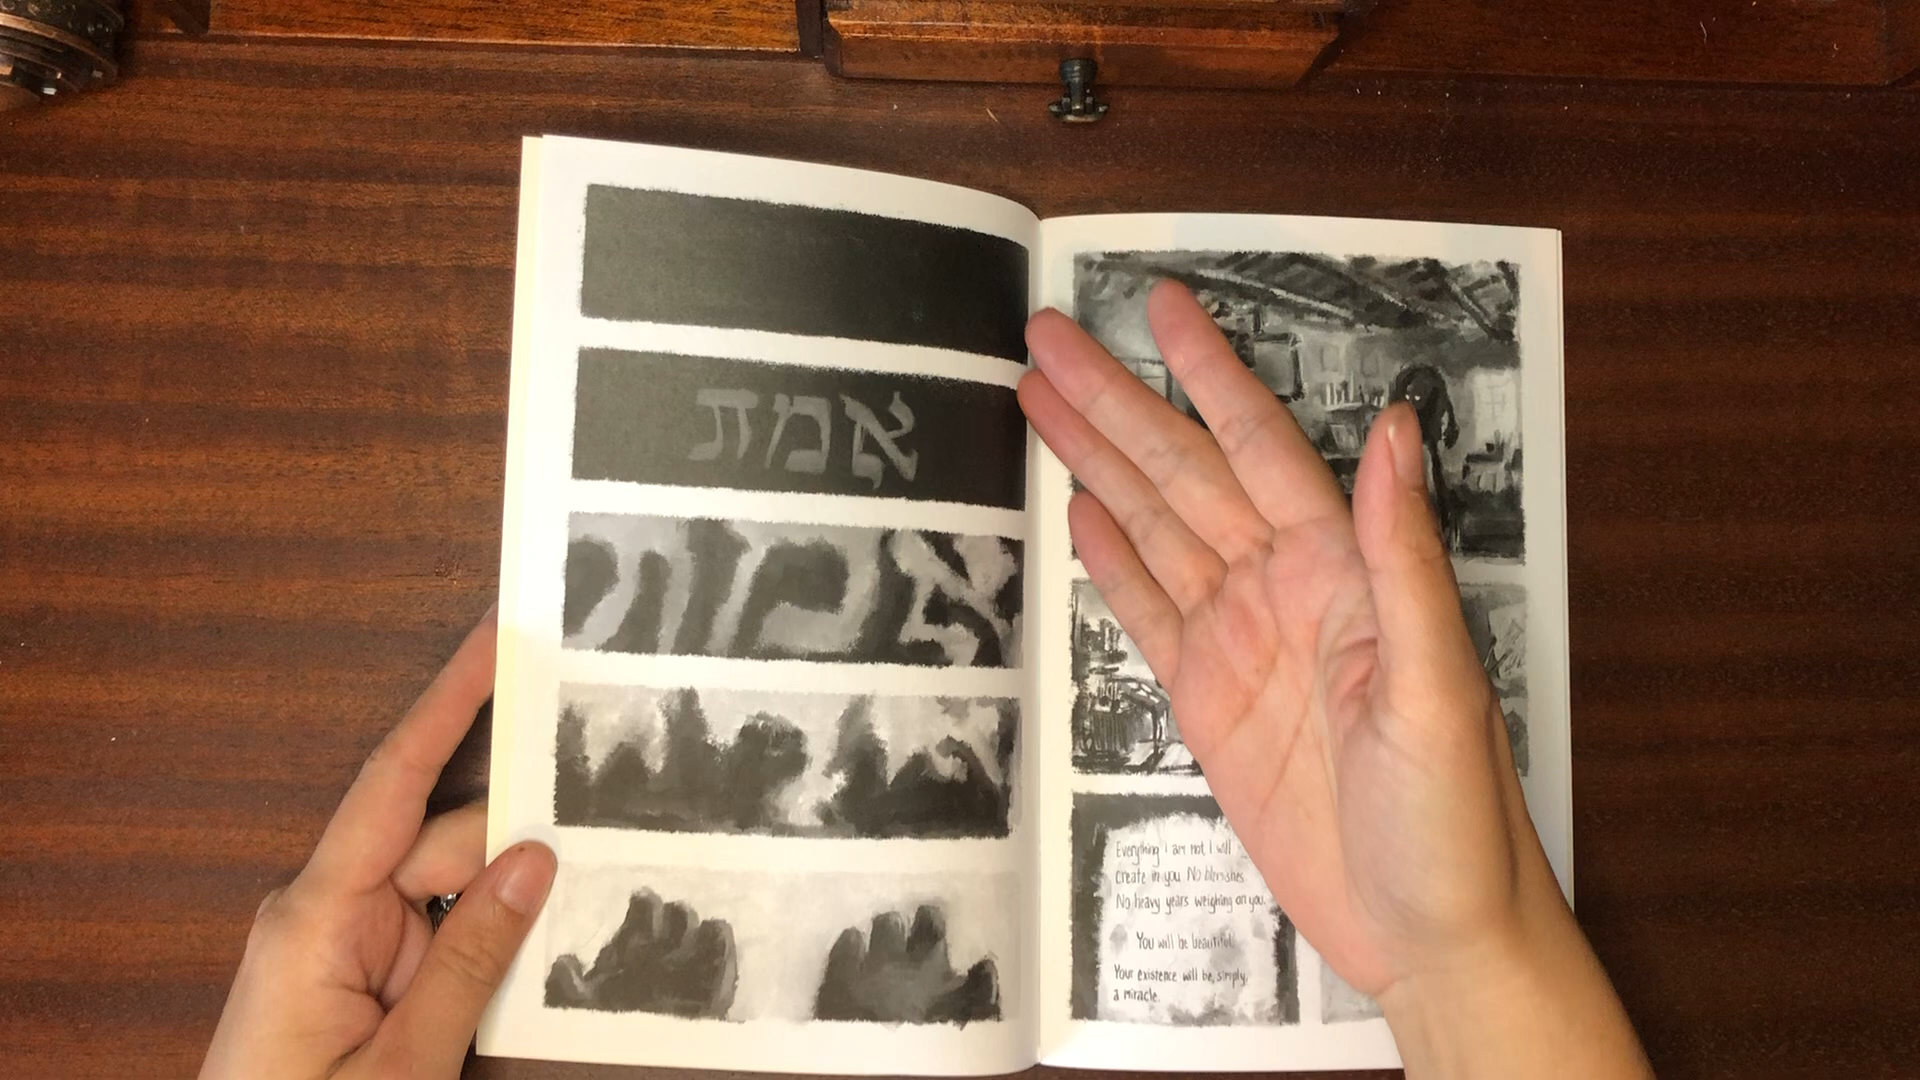 אמת
אמת
Everything i am not, I will
create in you. No blemishes.
No heavy years weighing on you.
You will be beautiful.
Your existence will be, simply,
a miracle.